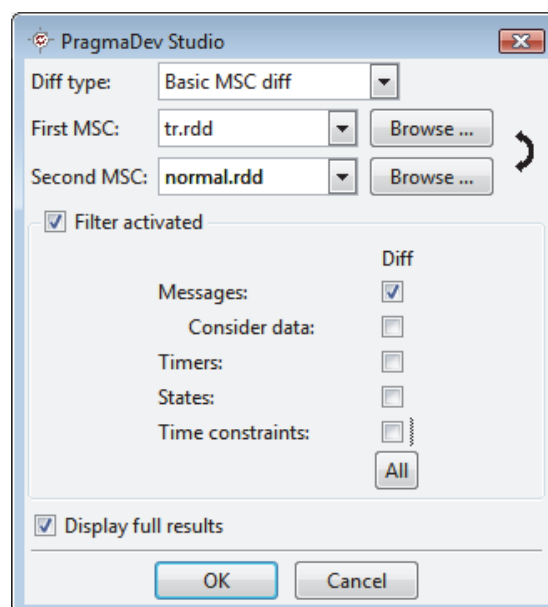 PragmaDev Studio
Diff type: Basic MSC diff
First MSC: tr.rdd Browse ...
Second MSC: normal.rdd Browse ...
Filter activated
Diff
Messages:
Consider data:
Timers:
States:
Time constraints:
All
Display full results
OK Cancel